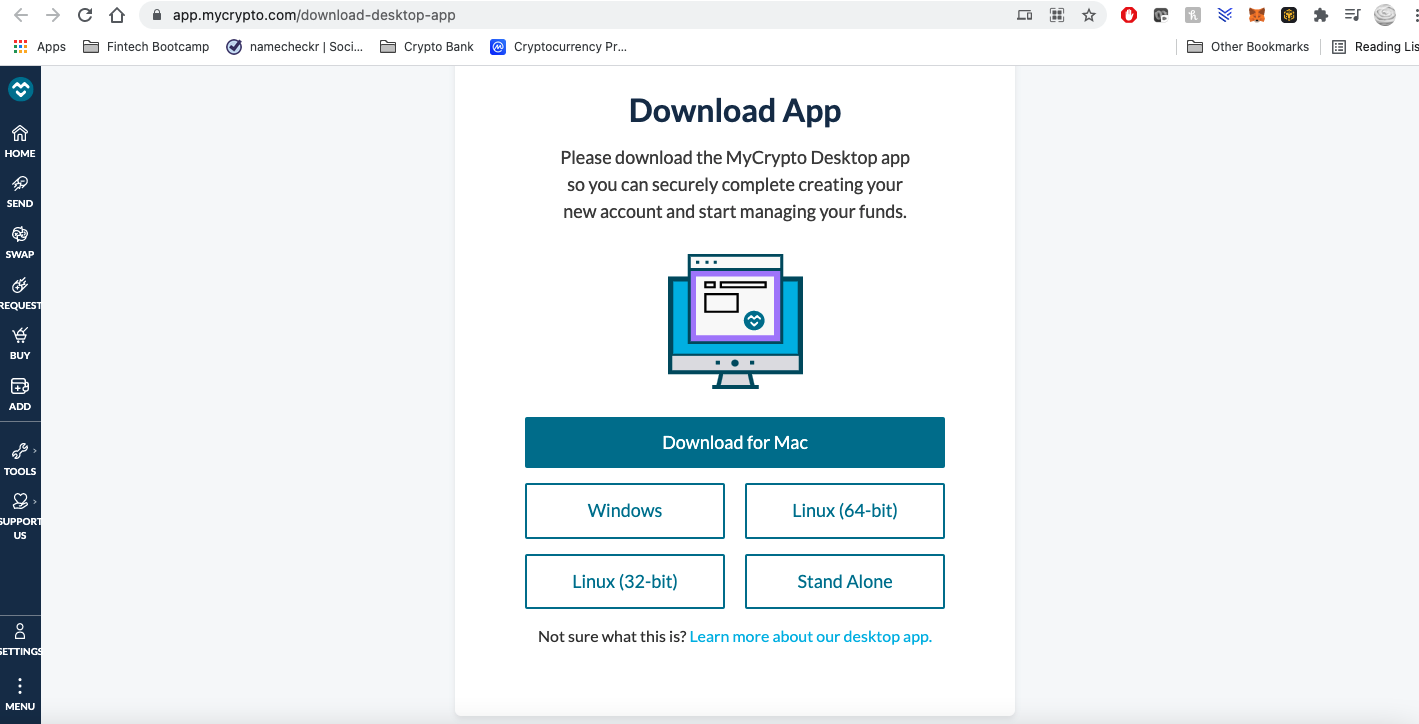 app.mycrypto.com/download-desktop-app
Apps Fintech Bootcamp namecheckr | Soci... Crypto Bank Cryptocurrency Pr... Other Bookmarks Reading Lis
HOME
SEND
SWAP
REQUEST
BUY
ADD
TOOLS
SUPPORT
US
SETTINGS
MENU
Download App
Please download the MyCrypto Desktop app
so you can securely complete creating your
new account and start managing your funds.
Download for Mac
Windows Linux (64-bit)
Linux (32-bit) Stand Alone
Not sure what this is? Learn more about our desktop app.